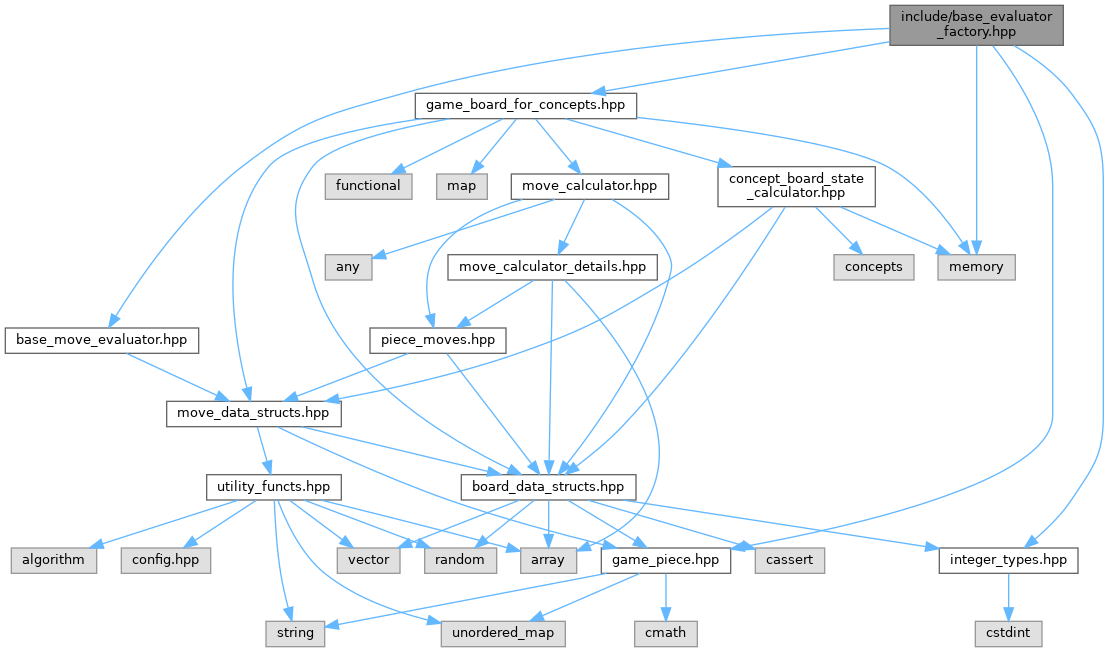 include/base_evaluator
_factory.hpp
game_board_for_concepts.hpp
functional
map
move_calculator.hpp
concept_board_state
_calculator.hpp
any
move_calculator_details.hpp
concepts
memory
base_move_evaluator.hpp
piece_moves.hpp
move_data_structs.hpp
utility_functs.hpp
board_data_structs.hpp
algorithm
config.hpp
vector
random
array
game_piece.hpp
cassert
integer_types.hpp
string
unordered_map
cmath
cstdint